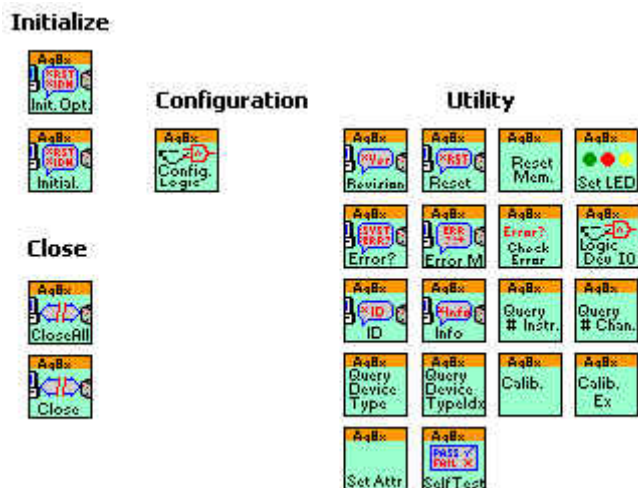 Initialize
AqBx
*RST
*IDN
Init. Opt.
Configuration
Utility
AqBx
*RST
*IDN
Initial.
AqBx
Config.
Logic
AqBx
*Ver
Revision
AqBx
*RST
Reset
AqBx
Reset
Mem.
AqBx
Set LED
Close
AqBx
SYST
ERR?
Error?
AqBx
ERR
Error M
AqBx
Error?
Check
Error
AqBx
Logic
Dev IO
AqBx
CloseAll
AqBx
*ID
ID
AqBx
*Info
Info
AqBx
Query
# Instr.
AqBx
Query
# Chan.
AqBx
Close
AqBx
Query
Device
Type
AqBx
Query
Device
TypeIdx
AqBx
Calib.
AqBx
Calib.
Ex
AqBx
Set Attr
AqBx
PASS ✓
FAIL ×
SelfTest